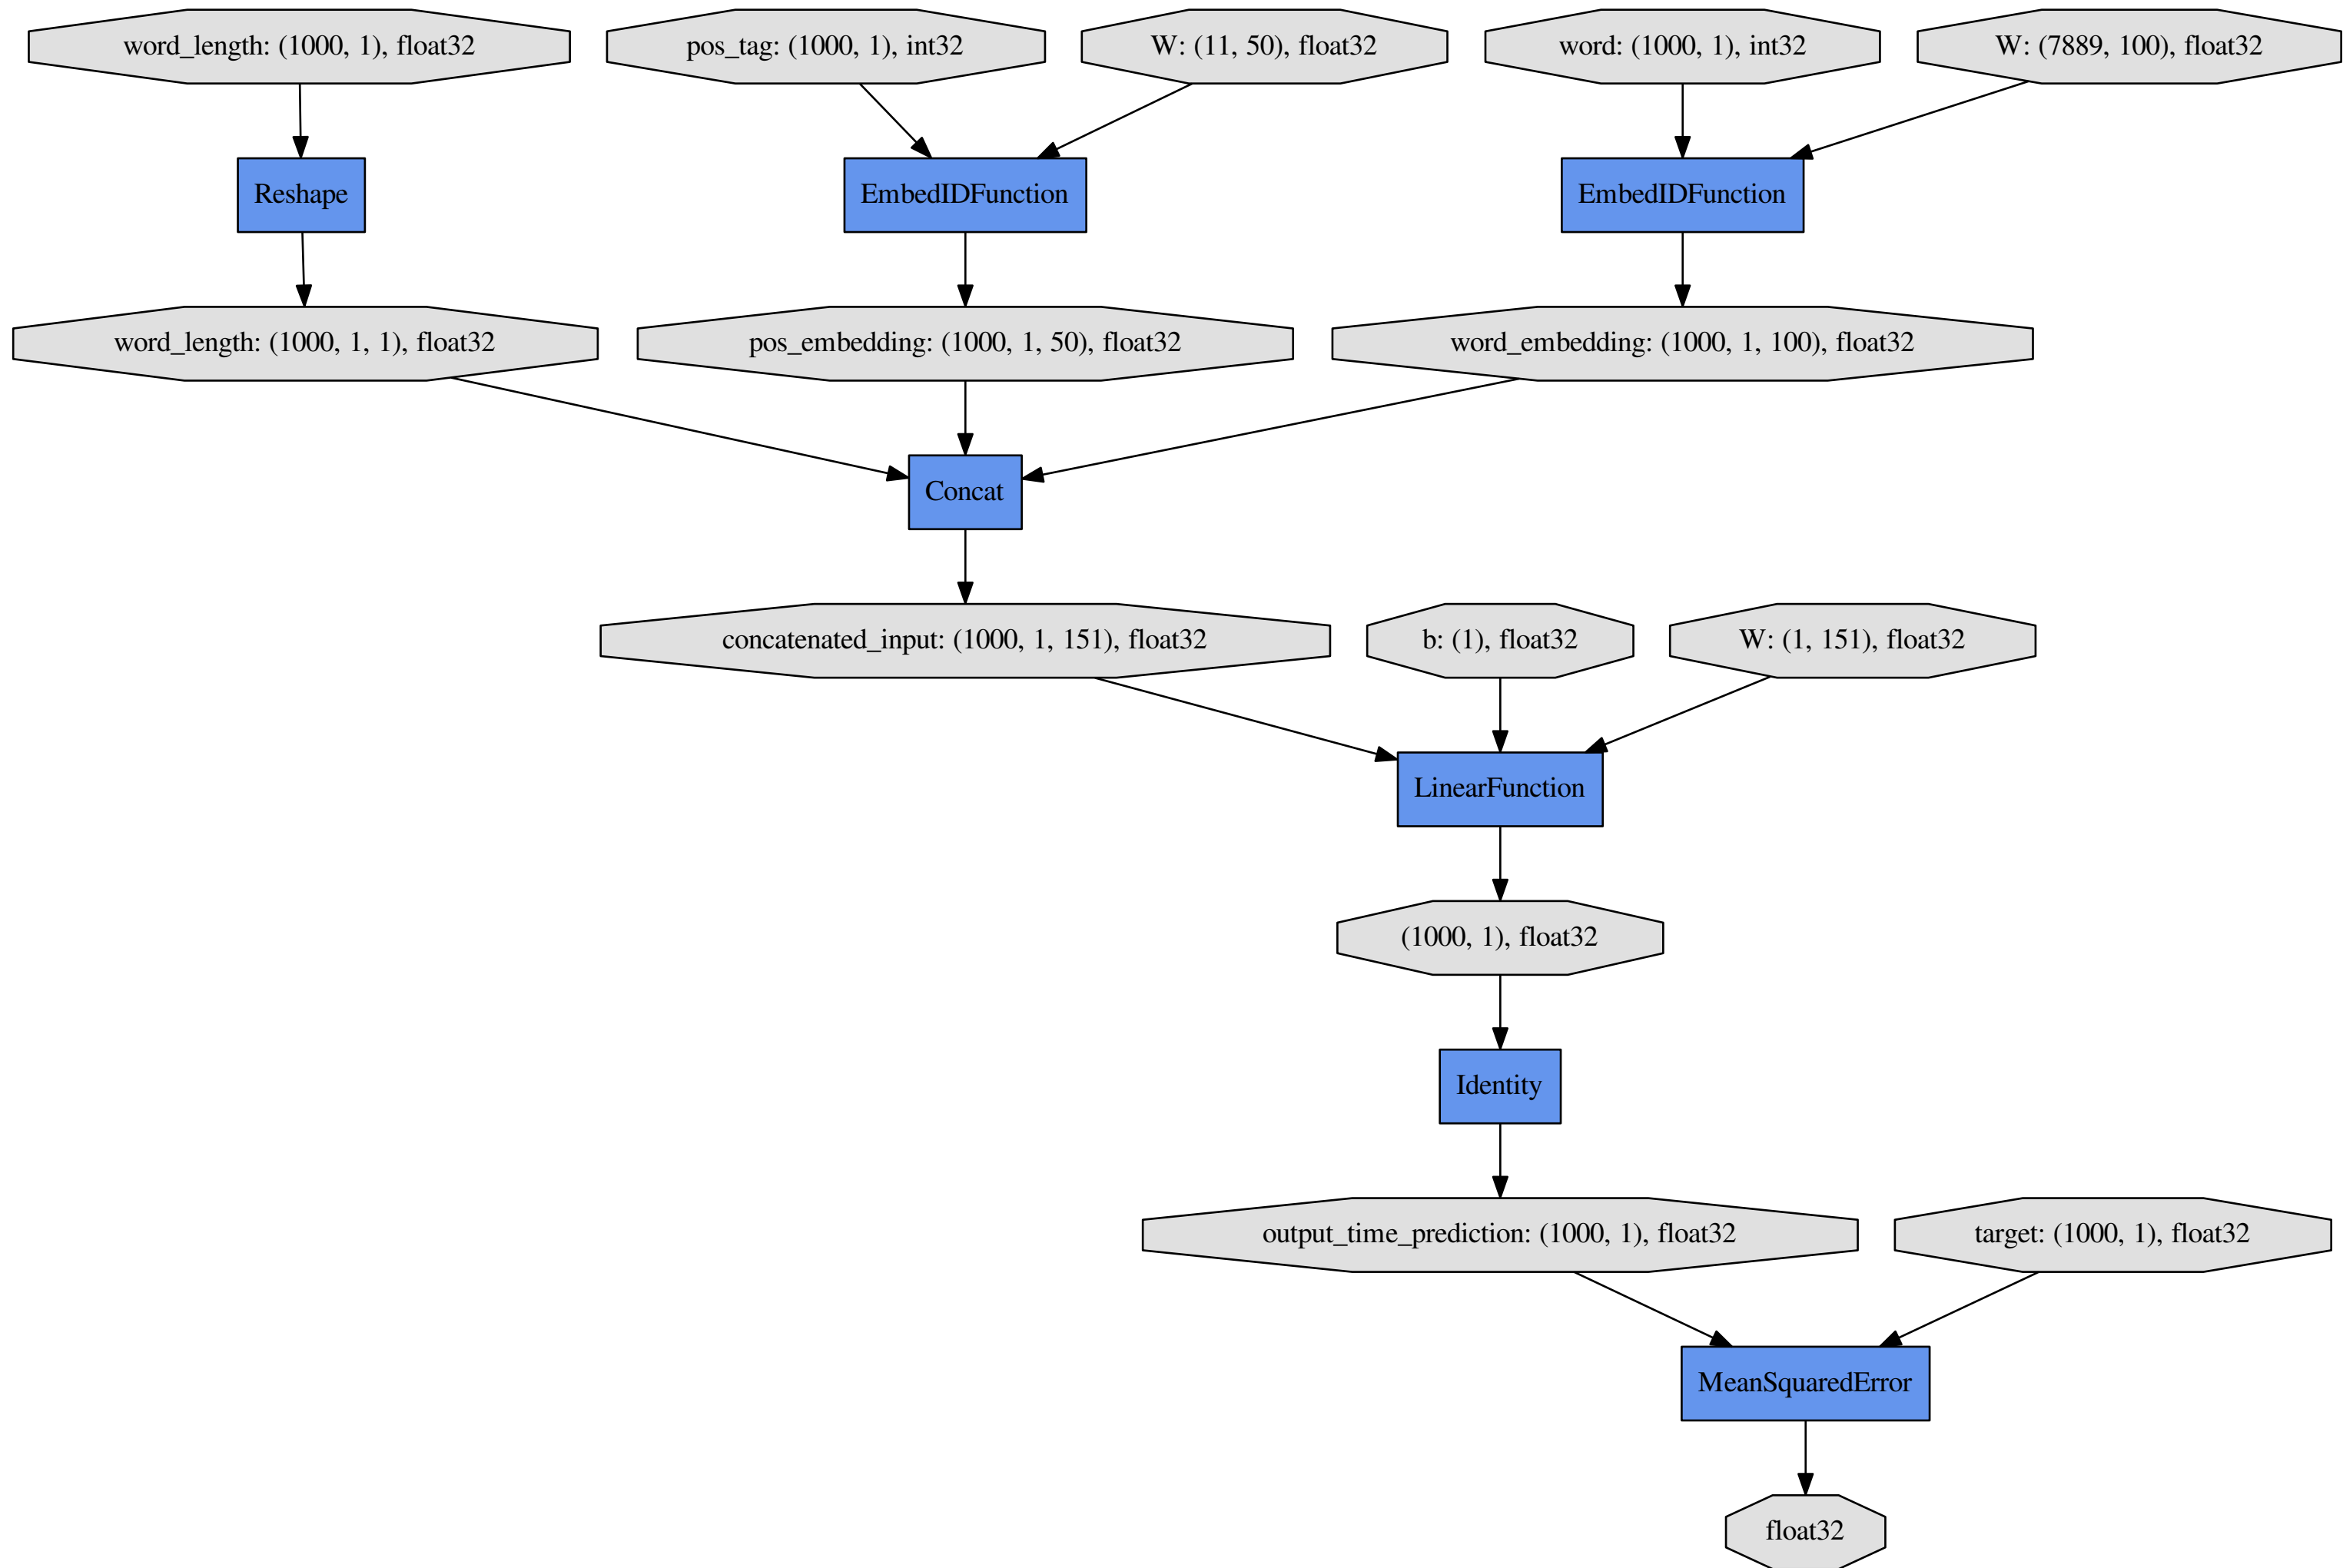 word_length: (1000, 1), float32
pos_tag: (1000, 1), int32
W: (11, 50), float32
word: (1000, 1), int32
W: (7889, 100), float32
Reshape
EmbedIDFunction
EmbedIDFunction
word_length: (1000, 1, 1), float32
pos_embedding: (1000, 1, 50), float32
word_embedding: (1000, 1, 100), float32
Concat
concatenated_input: (1000, 1, 151), float32
b: (1), float32
W: (1, 151), float32
LinearFunction
(1000, 1), float32
Identity
output_time_prediction: (1000, 1), float32
target: (1000, 1), float32
MeanSquaredError
float32